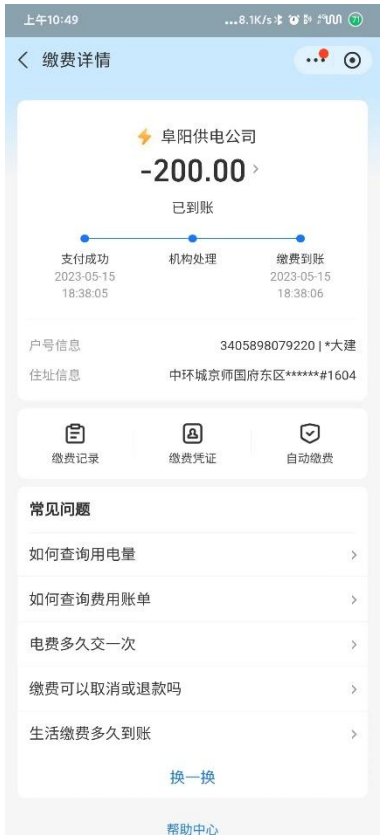 上午10:49
...8.1K/s
71
缴费详情
阜阳供电公司
-200.00
已到账
支付成功 机构处理 缴费到账
2023-05-15 2023-05-15
18:38:05 18:38:06
户号信息 3405898079220 | *大建
住址信息 中环城京师国府东区******#1604
缴费记录 缴费凭证 自动缴费
常见问题
如何查询用电量
如何查询费用账单
电费多久交一次
缴费可以取消或退款吗
生活缴费多久到账
换一换
帮助中心